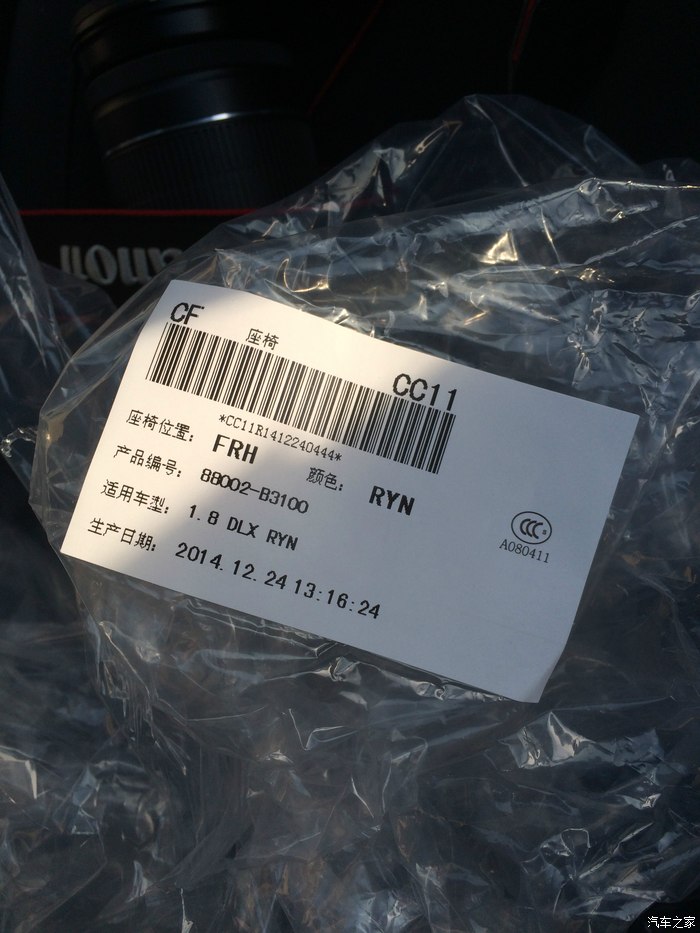 Canon
CF
座椅
CC11
*CC11R1412240444*
座椅位置: FRH 颜色: RYN
产品编号: 88002-B3100
适用车型: 1.8 DLX RYN
生产日期: 2014.12.24 13:16:24
CCC S
A080411
汽车之家